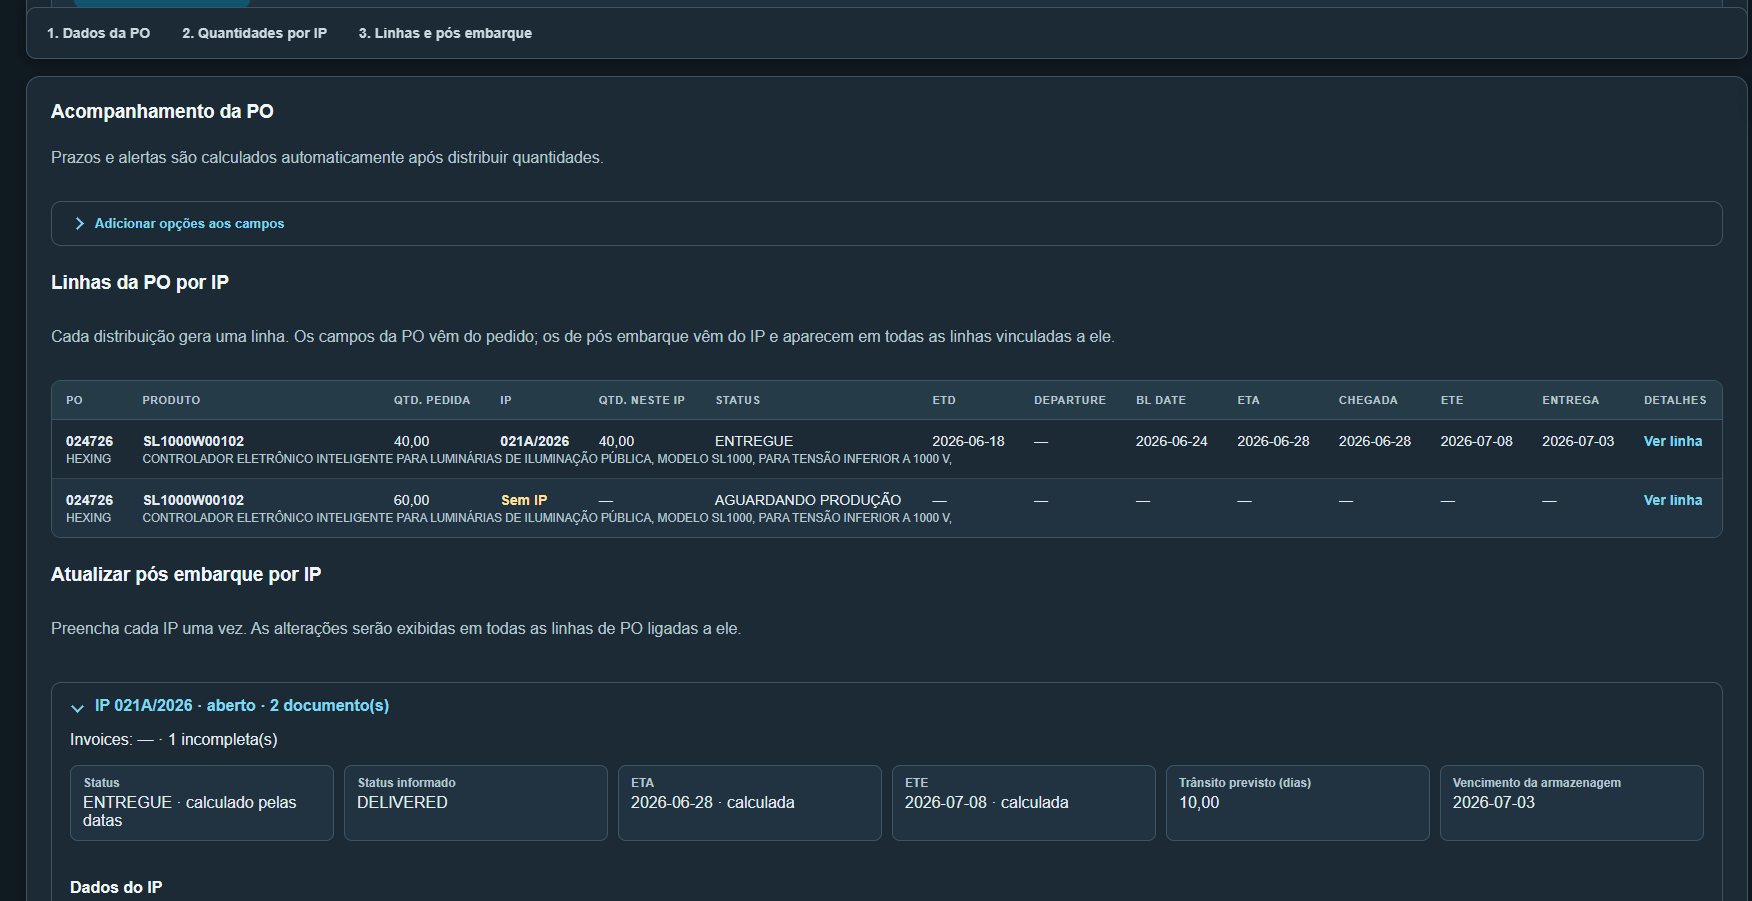 1. Dados da PO 2. Quantidades por IP 3. Linhas e pós embarque
Acompanhamento da PO
Prazos e alertas são calculados automaticamente após distribuir quantidades.
Adicionar opções aos campos
Linhas da PO por IP
Cada distribuição gera uma linha. Os campos da PO vêm do pedido; os de pós embarque vêm do IP e aparecem em todas as linhas vinculadas a ele.
PO PRODUTO QTD. PEDIDA IP QTD. NESTE IP STATUS ETD DEPARTURE BL DATE ETA CHEGADA ETE ENTREGA DETALHES
024726 SL1000W00102 40,00 021A/2026 40,00 ENTREGUE 2026-06-18 — 2026-06-24 2026-06-28 2026-06-28 2026-07-08 2026-07-03 Ver linha
HEXING CONTROLADOR ELETRÔNICO INTELIGENTE PARA LUMINÁRIAS DE ILUMINAÇÃO PÚBLICA, MODELO SL1000, PARA TENSÃO INFERIOR A 1000 V,
024726 SL1000W00102 60,00 Sem IP — AGUARDANDO PRODUÇÃO — — — — — — — Ver linha
HEXING CONTROLADOR ELETRÔNICO INTELIGENTE PARA LUMINÁRIAS DE ILUMINAÇÃO PÚBLICA, MODELO SL1000, PARA TENSÃO INFERIOR A 1000 V,
Atualizar pós embarque por IP
Preencha cada IP uma vez. As alterações serão exibidas em todas as linhas de PO ligadas a ele.
IP 021A/2026 · aberto · 2 documento(s)
Invoices: — · 1 incompleta(s)
Status
ENTREGUE · calculado pelas
datas
Status informado
DELIVERED
ETA
2026-06-28 · calculada
ETE
2026-07-08 · calculada
Trânsito previsto (dias)
10,00
Vencimento da armazenagem
2026-07-03
Dados do IP